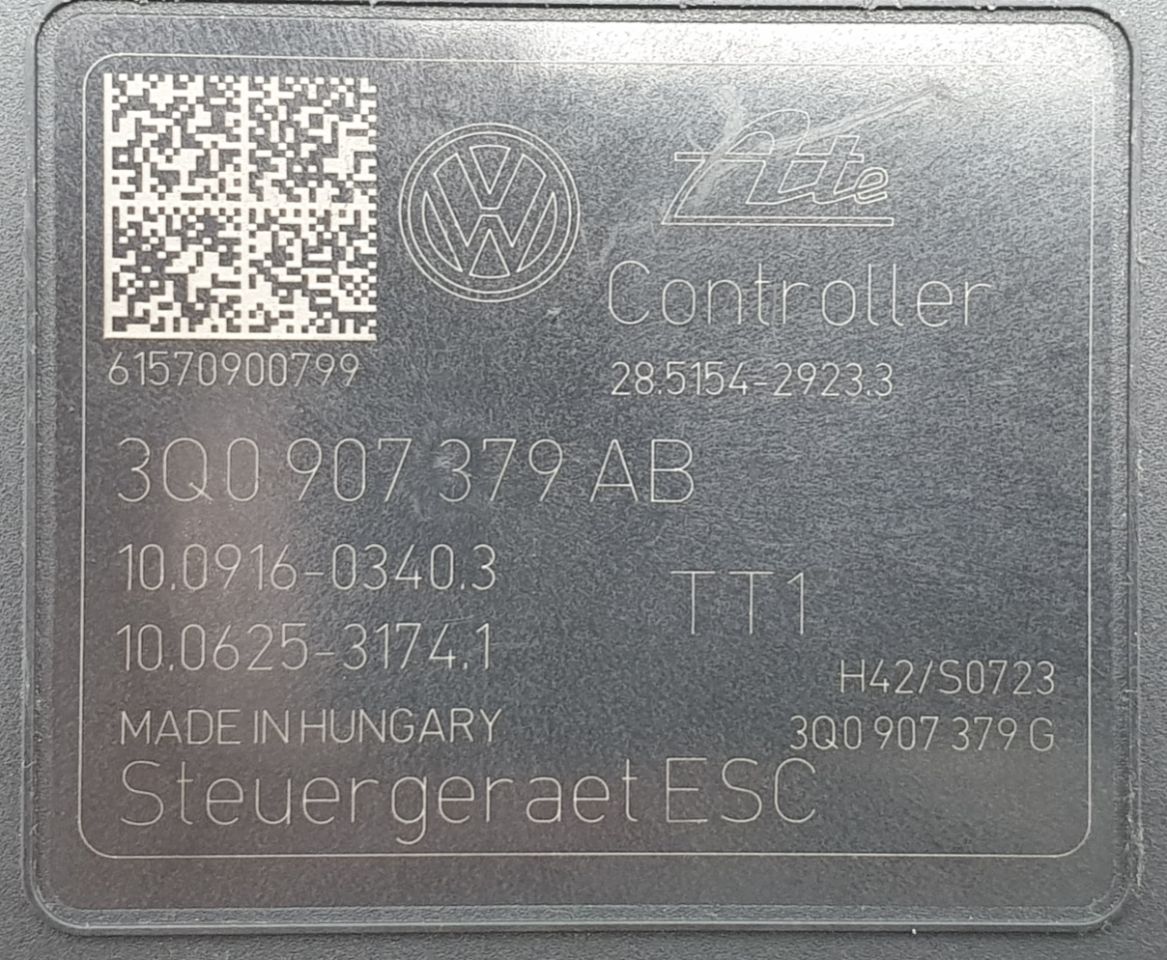 VW
Ate
Controller
61570900799
28.5154-2923.3
3Q0 907 379 AB
10.0916-0340.3
TT1
10.0625-3174.1
H42/S0723
MADE IN HUNGARY
3Q0 907 379 G
Steuergeraet ESC